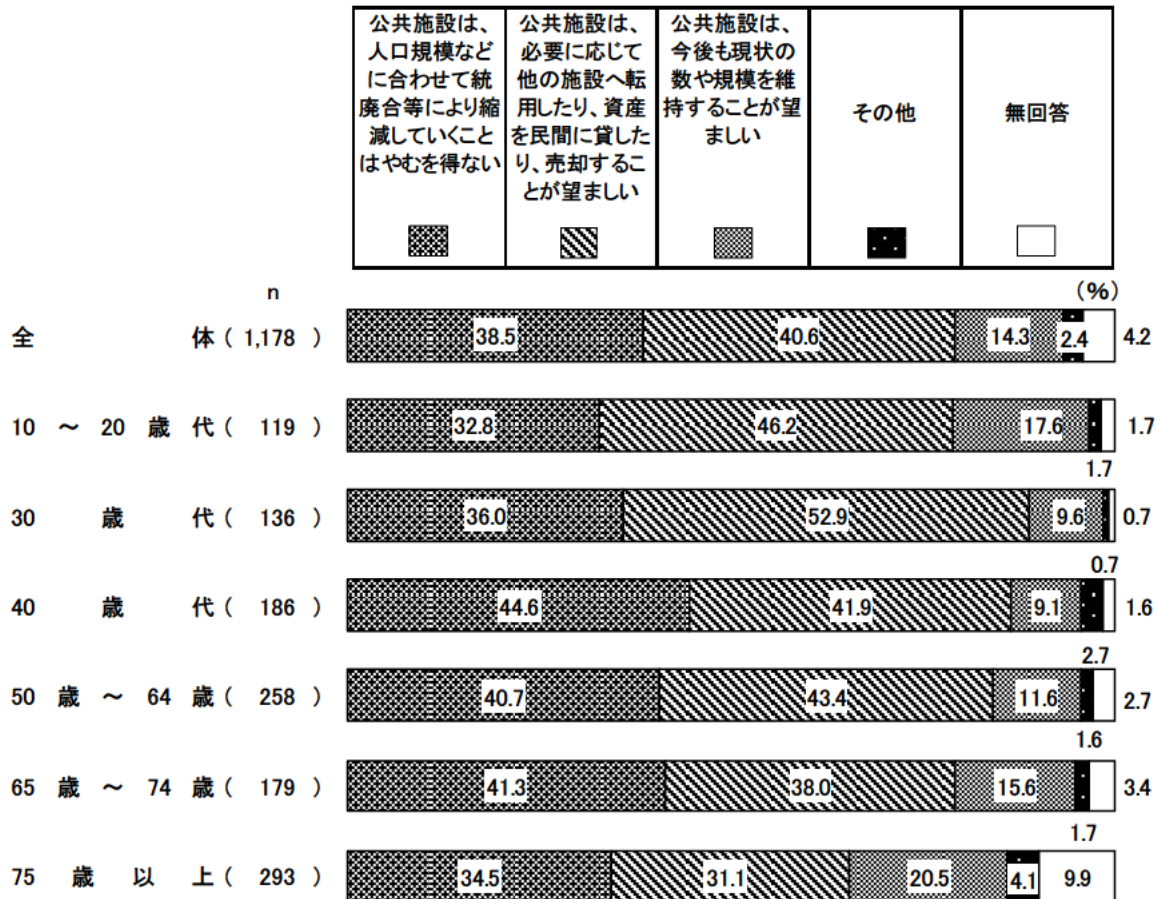 公共施設は、
人口規模など
に合わせて統
廃合等により縮
減していくこと
はやむを得ない
公共施設は、
必要に応じて
他の施設へ転
用したり、資産
を民間に貸した
り、売却するこ
とが望ましい
公共施設は、
今後も現状の
数や規模を維
持することが望
ましい
その他
無回答
n
(%)
全体( 1,178 ) 38.5 40.6 14.3 2.4 4.2
10 ～ 20 歳代( 119 ) 32.8 46.2 17.6 1.7
1.7
30 歳代( 136 ) 36.0 52.9 9.6 0.7
0.7
40 歳代( 186 ) 44.6 41.9 9.1 1.6
2.7
50 歳 ～ 64 歳( 258 ) 40.7 43.4 11.6 2.7
1.6
65 歳 ～ 74 歳( 179 ) 41.3 38.0 15.6 3.4
1.7
75 歳以上( 293 ) 34.5 31.1 20.5 4.1 9.9